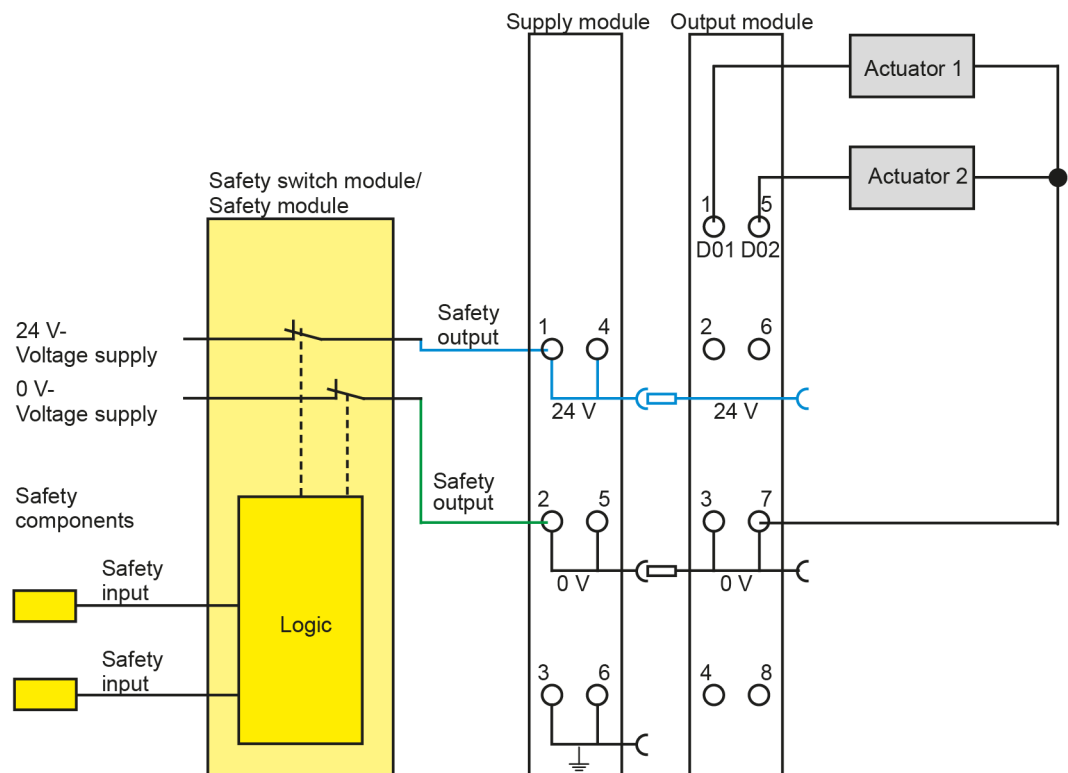 Supply module
Output module
Actuator 1
Actuator 2
Safety switch module/
Safety module
1
5
D01
D02
24 V-
Voltage supply
0 V-
Voltage supply
Safety
output
1
4
24 V
2
6
24 V
Safety
output
2
5
0 V
3
7
0 V
Safety
components
Safety
input
Safety
input
Logic
3
6
4
8